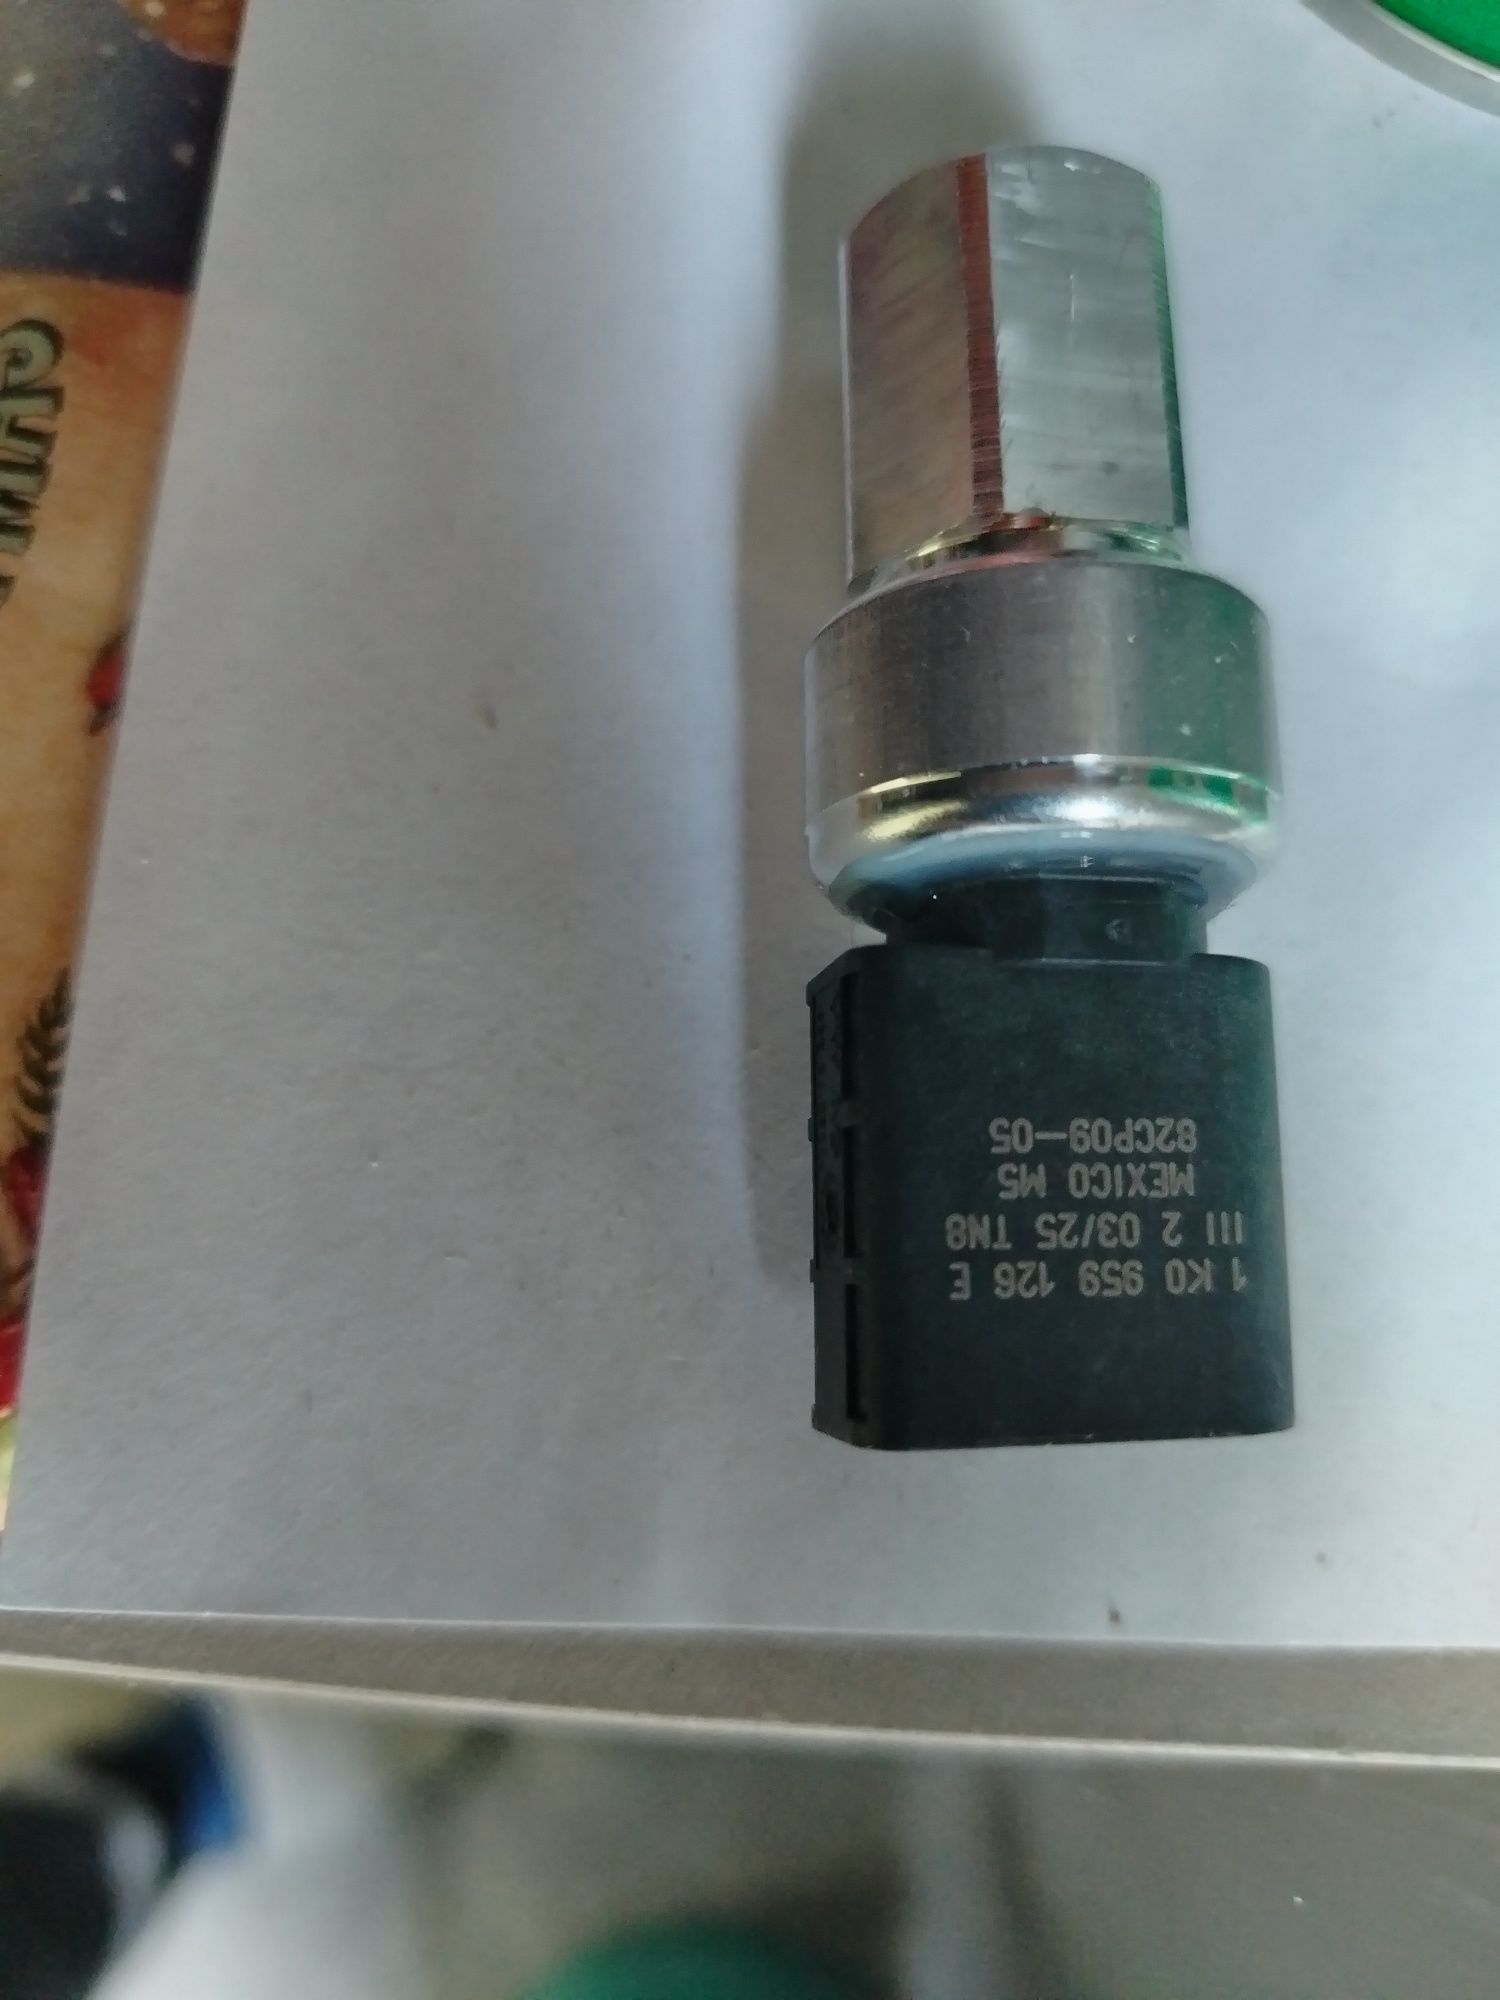 1 K0 959 126 E
III 2 03/25 TN8
MEXICO M5
82CP09-05